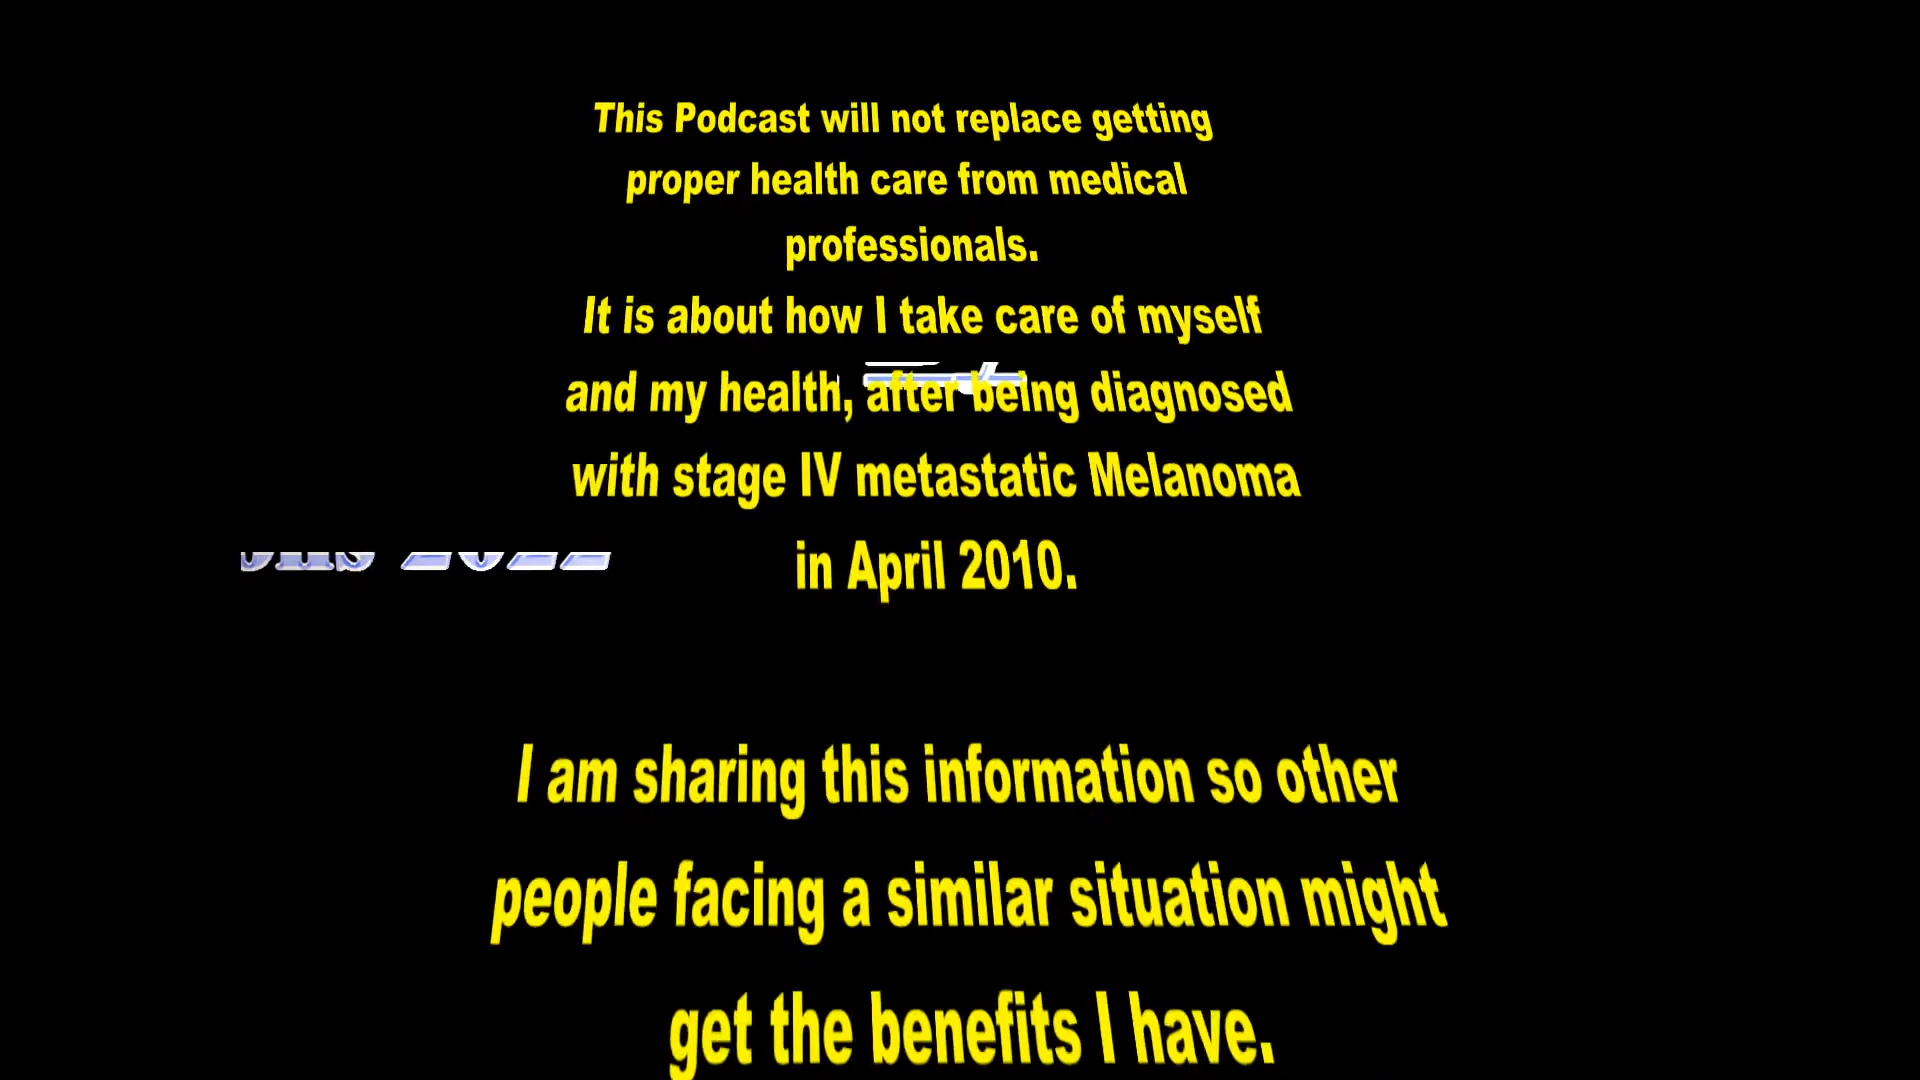 This Podcast will not replace getting
proper health care from medical
professionals.
It is about how I take care of myself
and my health, after being diagnosed
with stage IV metastatic Melanoma
in April 2010.
2022
I am sharing this information so other
people facing a similar situation might
get the benefits I have.